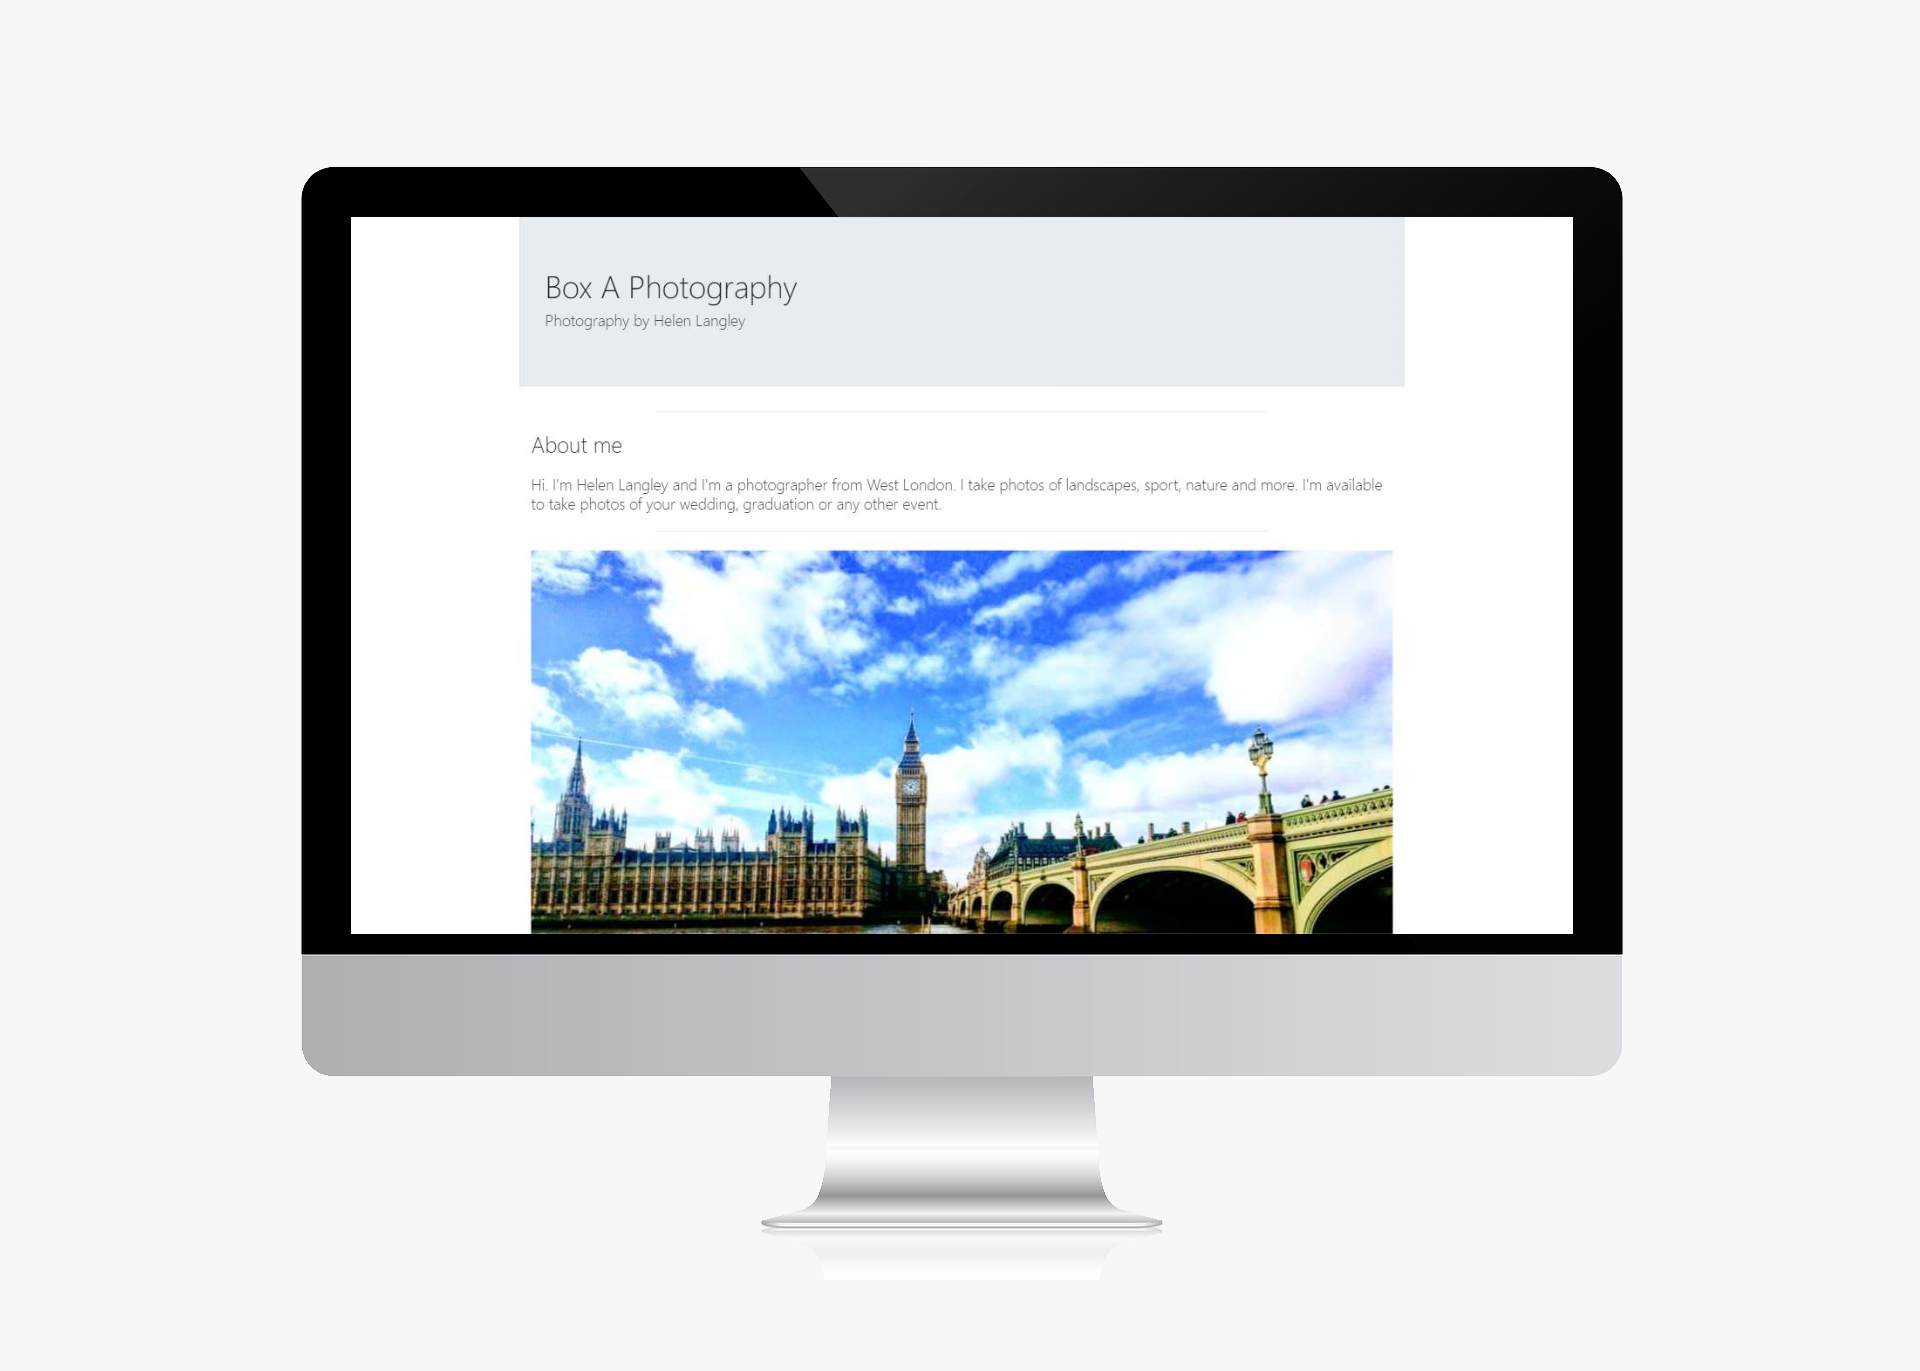 Box A Photography
Photography by Helen Langley
About me
Hi. I'm Helen Langley and I'm a photographer from West London. I take photos of landscapes, sport, nature and more. I'm available
to take photos of your wedding, graduation or any other event.